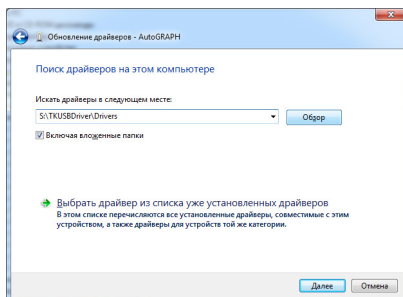 Обновление драйверов - AutoGRAPH
Поиск драйверов на этом компьютере
Искать драйверы в следующем месте:
S:\TKUSBDriver\Drivers
Обзор
Включая вложенные папки
Выбрать драйвер из списка уже установленных драйверов
В этом списке перечисляются все установленные драйверы, совместимые с этим
устройством, а также драйверы для устройств той же категории.
Далее
Отмена